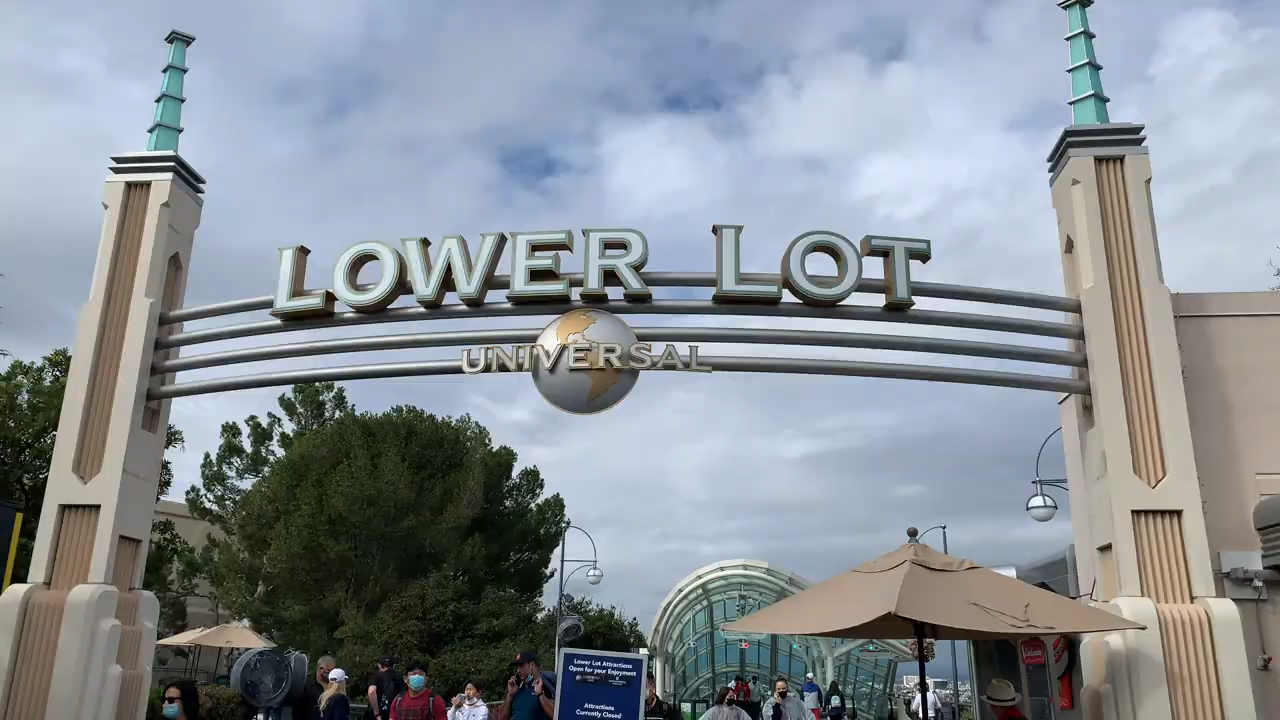 LOWER LOT
UNIVERSAL
Lower Lot Attractions
Open for your Enjoyment
Attractions
Currently Closed